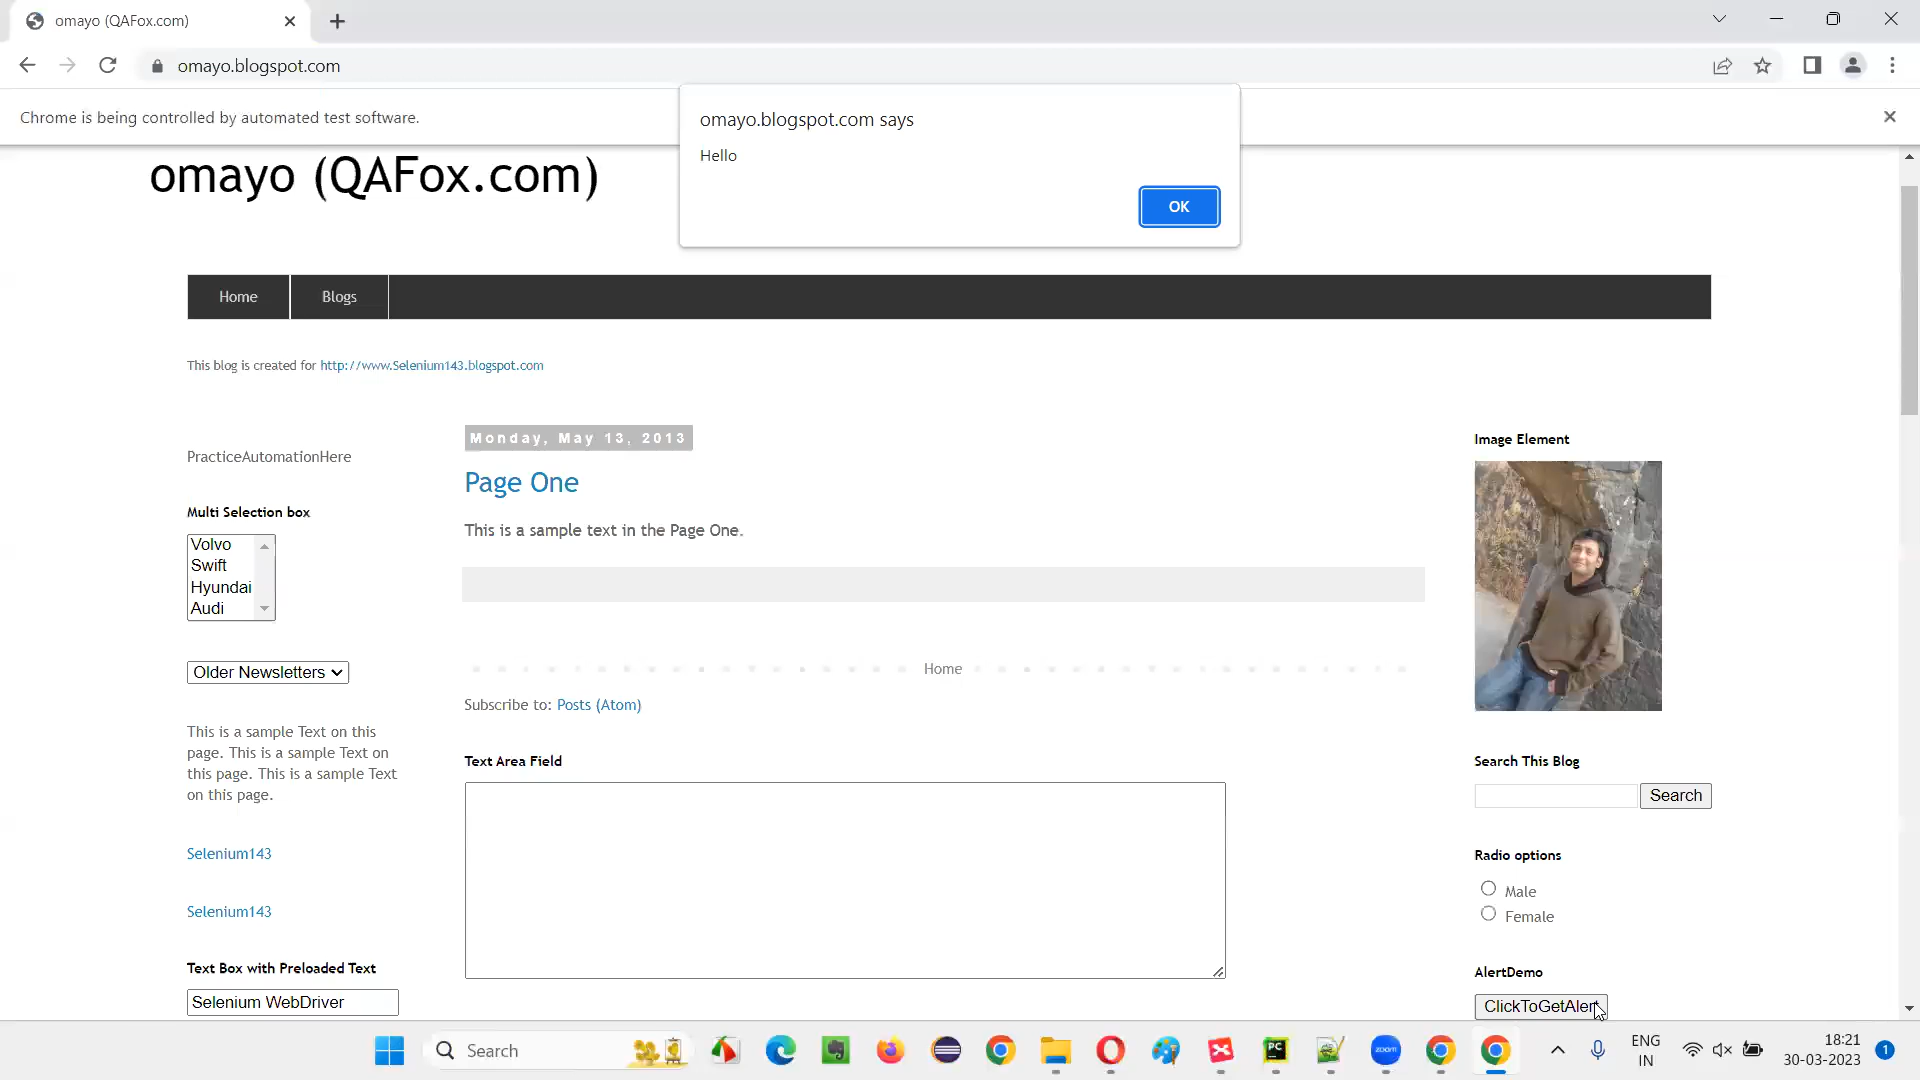 omayo (QAFox.com)
omayo.blogspot.com
Chrome is being controlled by automated test software.
omayo.blogspot.com says
Hello
OK
omayo (QAFox.com)
Home
Blogs
This blog is created for http://www.Selenium143.blogspot.com
PracticeAutomationHere
Multi Selection box
Volvo
Swift
Hyundai
Audi
Older Newsletters
This is a sample Text on this
page. This is a sample Text on
this page. This is a sample Text
on this page.
Selenium143
Selenium143
Text Box with Preloaded Text
Selenium WebDriver
Monday, May 13, 2013
Page One
This is a sample text in the Page One.
Home
Subscribe to: Posts (Atom)
Text Area Field
Image Element
Search This Blog
Search
Radio options
Male
Female
AlertDemo
ClickToGetAlert
Search
PC
zoom
ENG
IN
18:21
30-03-2023
1